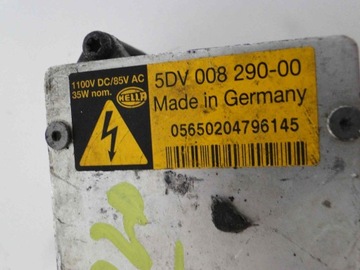 1100V DC/85V AC
35W nom.
HELLA
5DV 008 290-00
Made in Germany
05650204796145